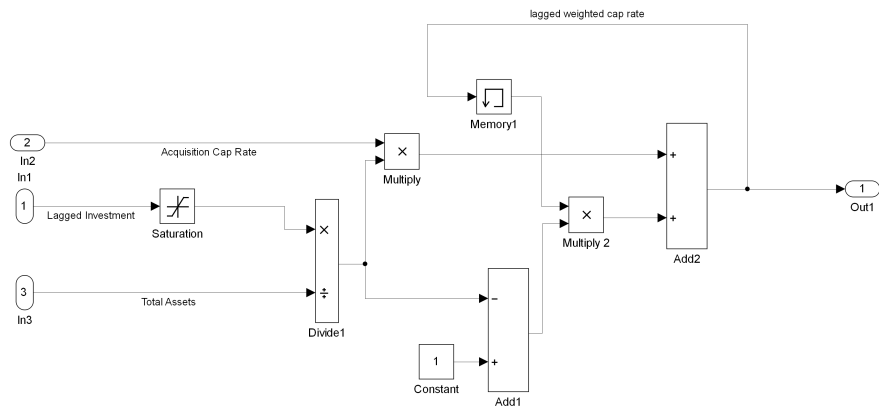 lagged weighted cap rate
Memory1
2
In2
Acquisition Cap Rate
×
Multiply
+
In1
1
Lagged Investment
Saturation
×
÷
Divide1
×
Multiply 2
+
Add2
1
Out1
3
In3
Total Assets
−
1
Constant
+
Add1